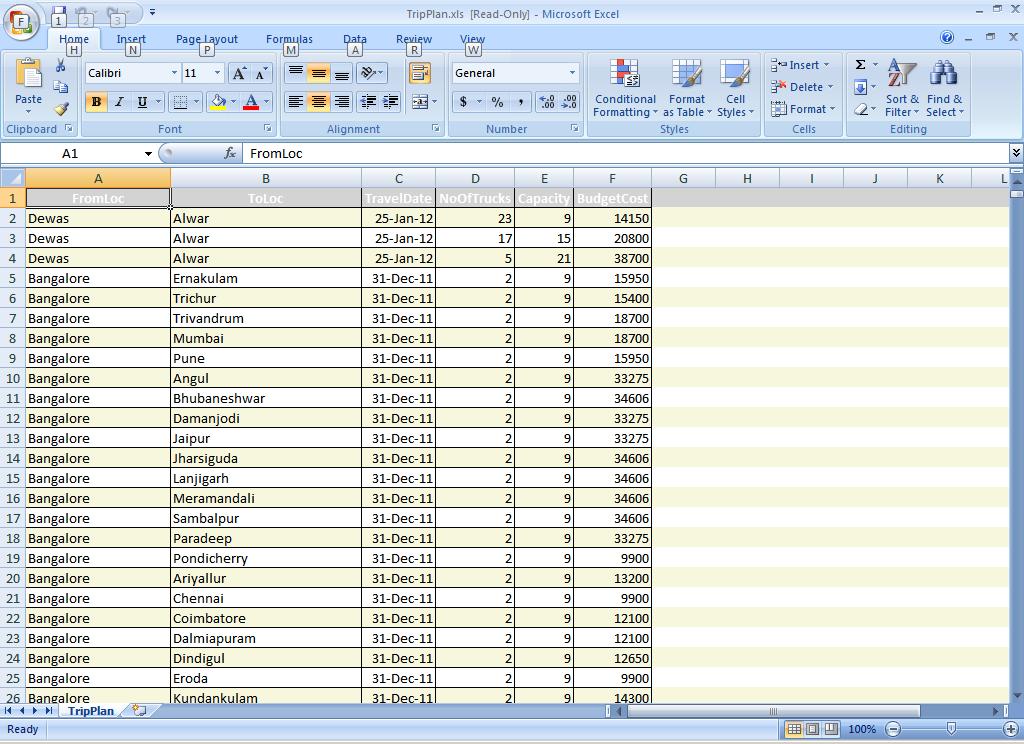 TripPlan.xls [Read-Only] - Microsoft Excel
F 1 2 3
Home Insert Page Layout Formulas Data Review View
H N P M A R W
Paste
Calibri 11 A A
B I U A
General
$ % , .00 .00
Conditional Formatting
Format as Table
Cell Styles
Insert
Delete
Format
Σ
Sort & Filter
Find & Select
Clipboard Font Alignment Number Styles Cells Editing
A1 fx FromLoc
A B C D E F G H I J K L
1 FromLoc ToLoc TravelDate NoOfTrucks Capacity BudgetCost
2 Dewas Alwar 25-Jan-12 23 9 14150
3 Dewas Alwar 25-Jan-12 17 15 20800
4 Dewas Alwar 25-Jan-12 5 21 38700
5 Bangalore Ernakulam 31-Dec-11 2 9 15950
6 Bangalore Trichur 31-Dec-11 2 9 15400
7 Bangalore Trivandrum 31-Dec-11 2 9 18700
8 Bangalore Mumbai 31-Dec-11 2 9 18700
9 Bangalore Pune 31-Dec-11 2 9 15950
10 Bangalore Angul 31-Dec-11 2 9 33275
11 Bangalore Bhubaneshwar 31-Dec-11 2 9 34606
12 Bangalore Damanjodi 31-Dec-11 2 9 33275
13 Bangalore Jaipur 31-Dec-11 2 9 33275
14 Bangalore Jharsiguda 31-Dec-11 2 9 34606
15 Bangalore Lanjigarh 31-Dec-11 2 9 34606
16 Bangalore Meramandali 31-Dec-11 2 9 34606
17 Bangalore Sambalpur 31-Dec-11 2 9 34606
18 Bangalore Paradeep 31-Dec-11 2 9 33275
19 Bangalore Pondicherry 31-Dec-11 2 9 9900
20 Bangalore Ariyallur 31-Dec-11 2 9 13200
21 Bangalore Chennai 31-Dec-11 2 9 9900
22 Bangalore Coimbatore 31-Dec-11 2 9 12100
23 Bangalore Dalmiapuram 31-Dec-11 2 9 12100
24 Bangalore Dindigul 31-Dec-11 2 9 12650
25 Bangalore Eroda 31-Dec-11 2 9 9900
26 Bangalore Kundankulam 31-Dec-11 2 9 14300
TripPlan
Ready 100%